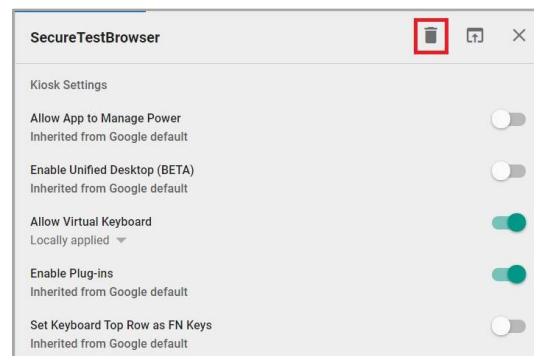 SecureTestBrowser
Kiosk Settings
Allow App to Manage Power
Inherited from Google default
Enable Unified Desktop (BETA)
Inherited from Google default
Allow Virtual Keyboard
Locally applied
Enable Plug-ins
Inherited from Google default
Set Keyboard Top Row as FN Keys
Inherited from Google default